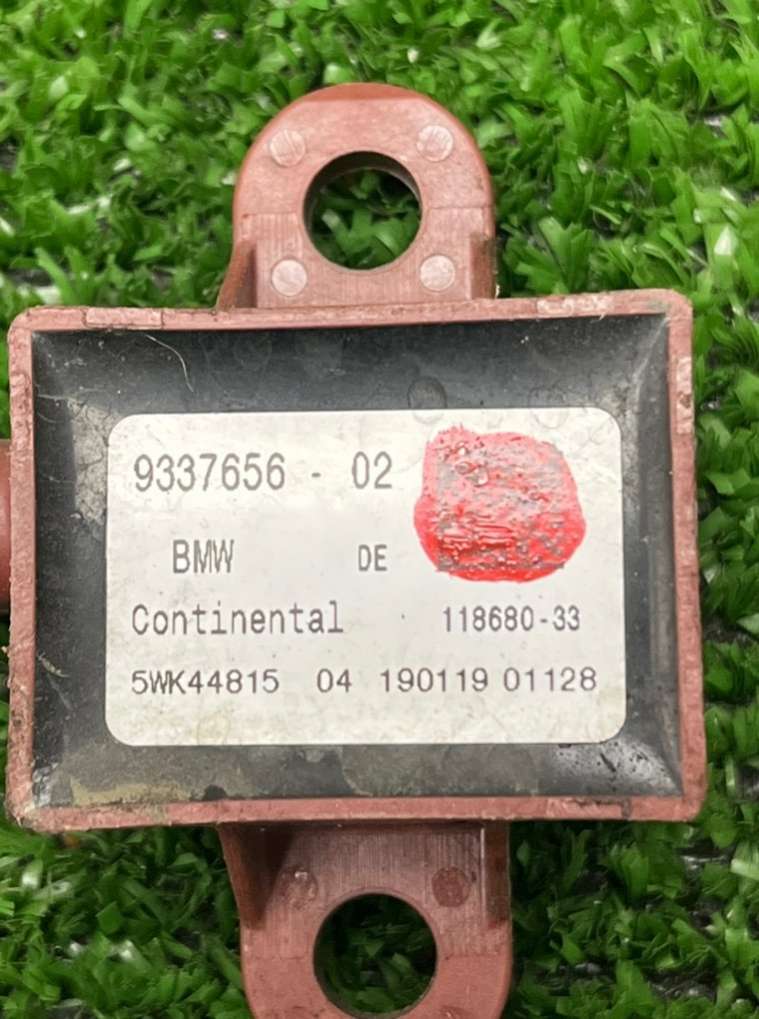 9337656 - 02
BMW DE
Continental 118680-33
5WK44815 04 190119 01128